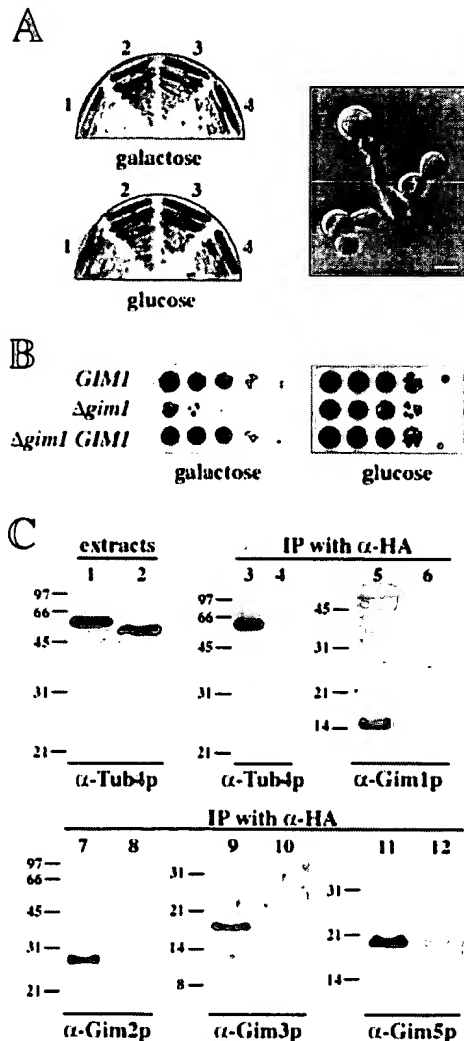 A
2 3
1 4
galactose
2 3
1 4
glucose
B
GIM1
Δgim1
Δgim1 GIM1
galactose glucose
C
extracts IP with α-HA
1 2 3 4 5 6
97
66
45
31
21
97
66
45
31
21
45
31
21
14
α-Tub4p α-Tub4p α-Gim1p
IP with α-HA
7 8 9 10 11 12
97
66
45
31
21
31
21
14
8
31
21
14
α-Gim2p α-Gim3p α-Gim5p